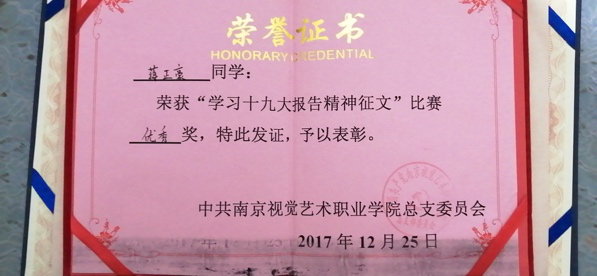 荣誉证书
HONORARY CREDENTIAL
蒋正豪 同学：
荣获“学习十九大报告精神征文”比赛
优秀 奖，特此发证，予以表彰。
中共南京视觉艺术职业学院总支委员会
2017 年 12 月 25 日